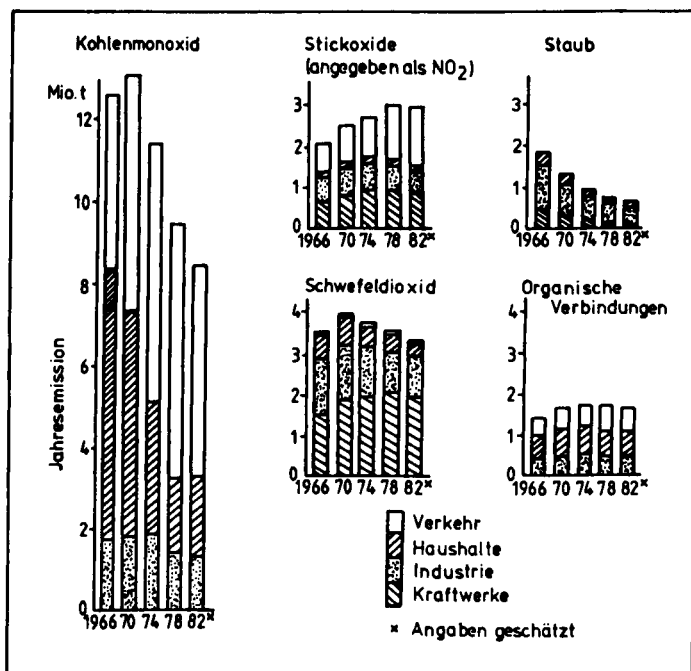 Kohlenmonoxid
Mio. t
12
10
8
6
4
2
0
Jahresemission
1966 70 74 78 82ˣ
Stickoxide
(angegeben als NO₂)
3
2
1
0
1966 70 74 78 82ˣ
Staub
3
2
1
0
1966 70 74 78 82ˣ
Schwefeldioxid
4
3
2
1
0
1966 70 74 78 82ˣ
Organische
Verbindungen
4
3
2
1
0
1966 70 74 78 82ˣ
Verkehr
Haushalte
Industrie
Kraftwerke
x Angaben geschätzt